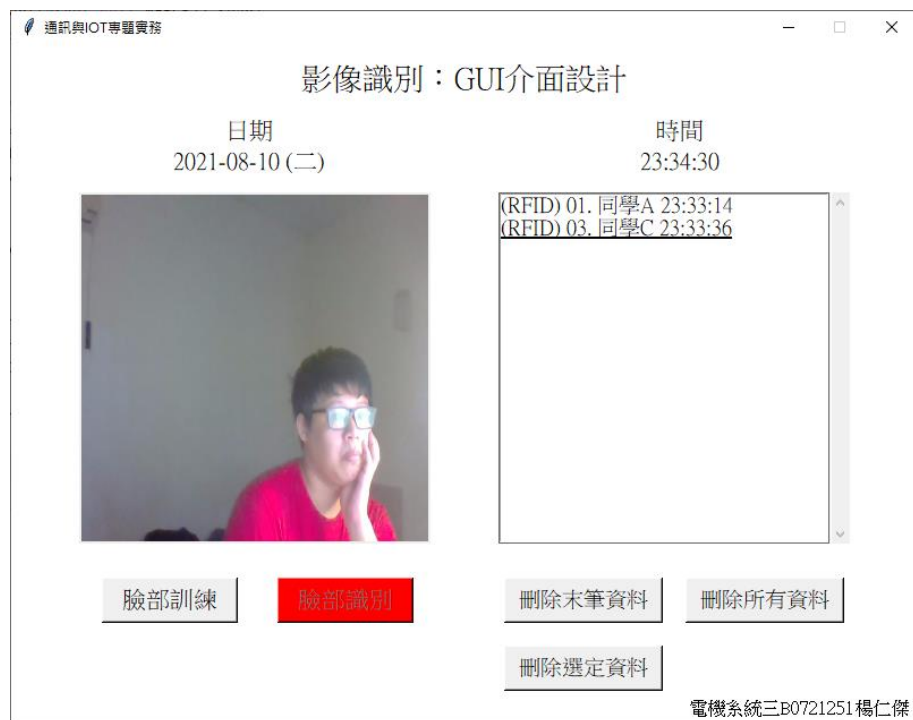 通訊與IOT專題實務
影像識別：GUI介面設計
日期
時間
2021-08-10 (二)
23:34:30
(RFID) 01. 同學A 23:33:14
(RFID) 03. 同學C 23:33:36
臉部訓練
臉部識別
刪除末筆資料
刪除所有資料
刪除選定資料
電機系統三B0721251楊仁傑